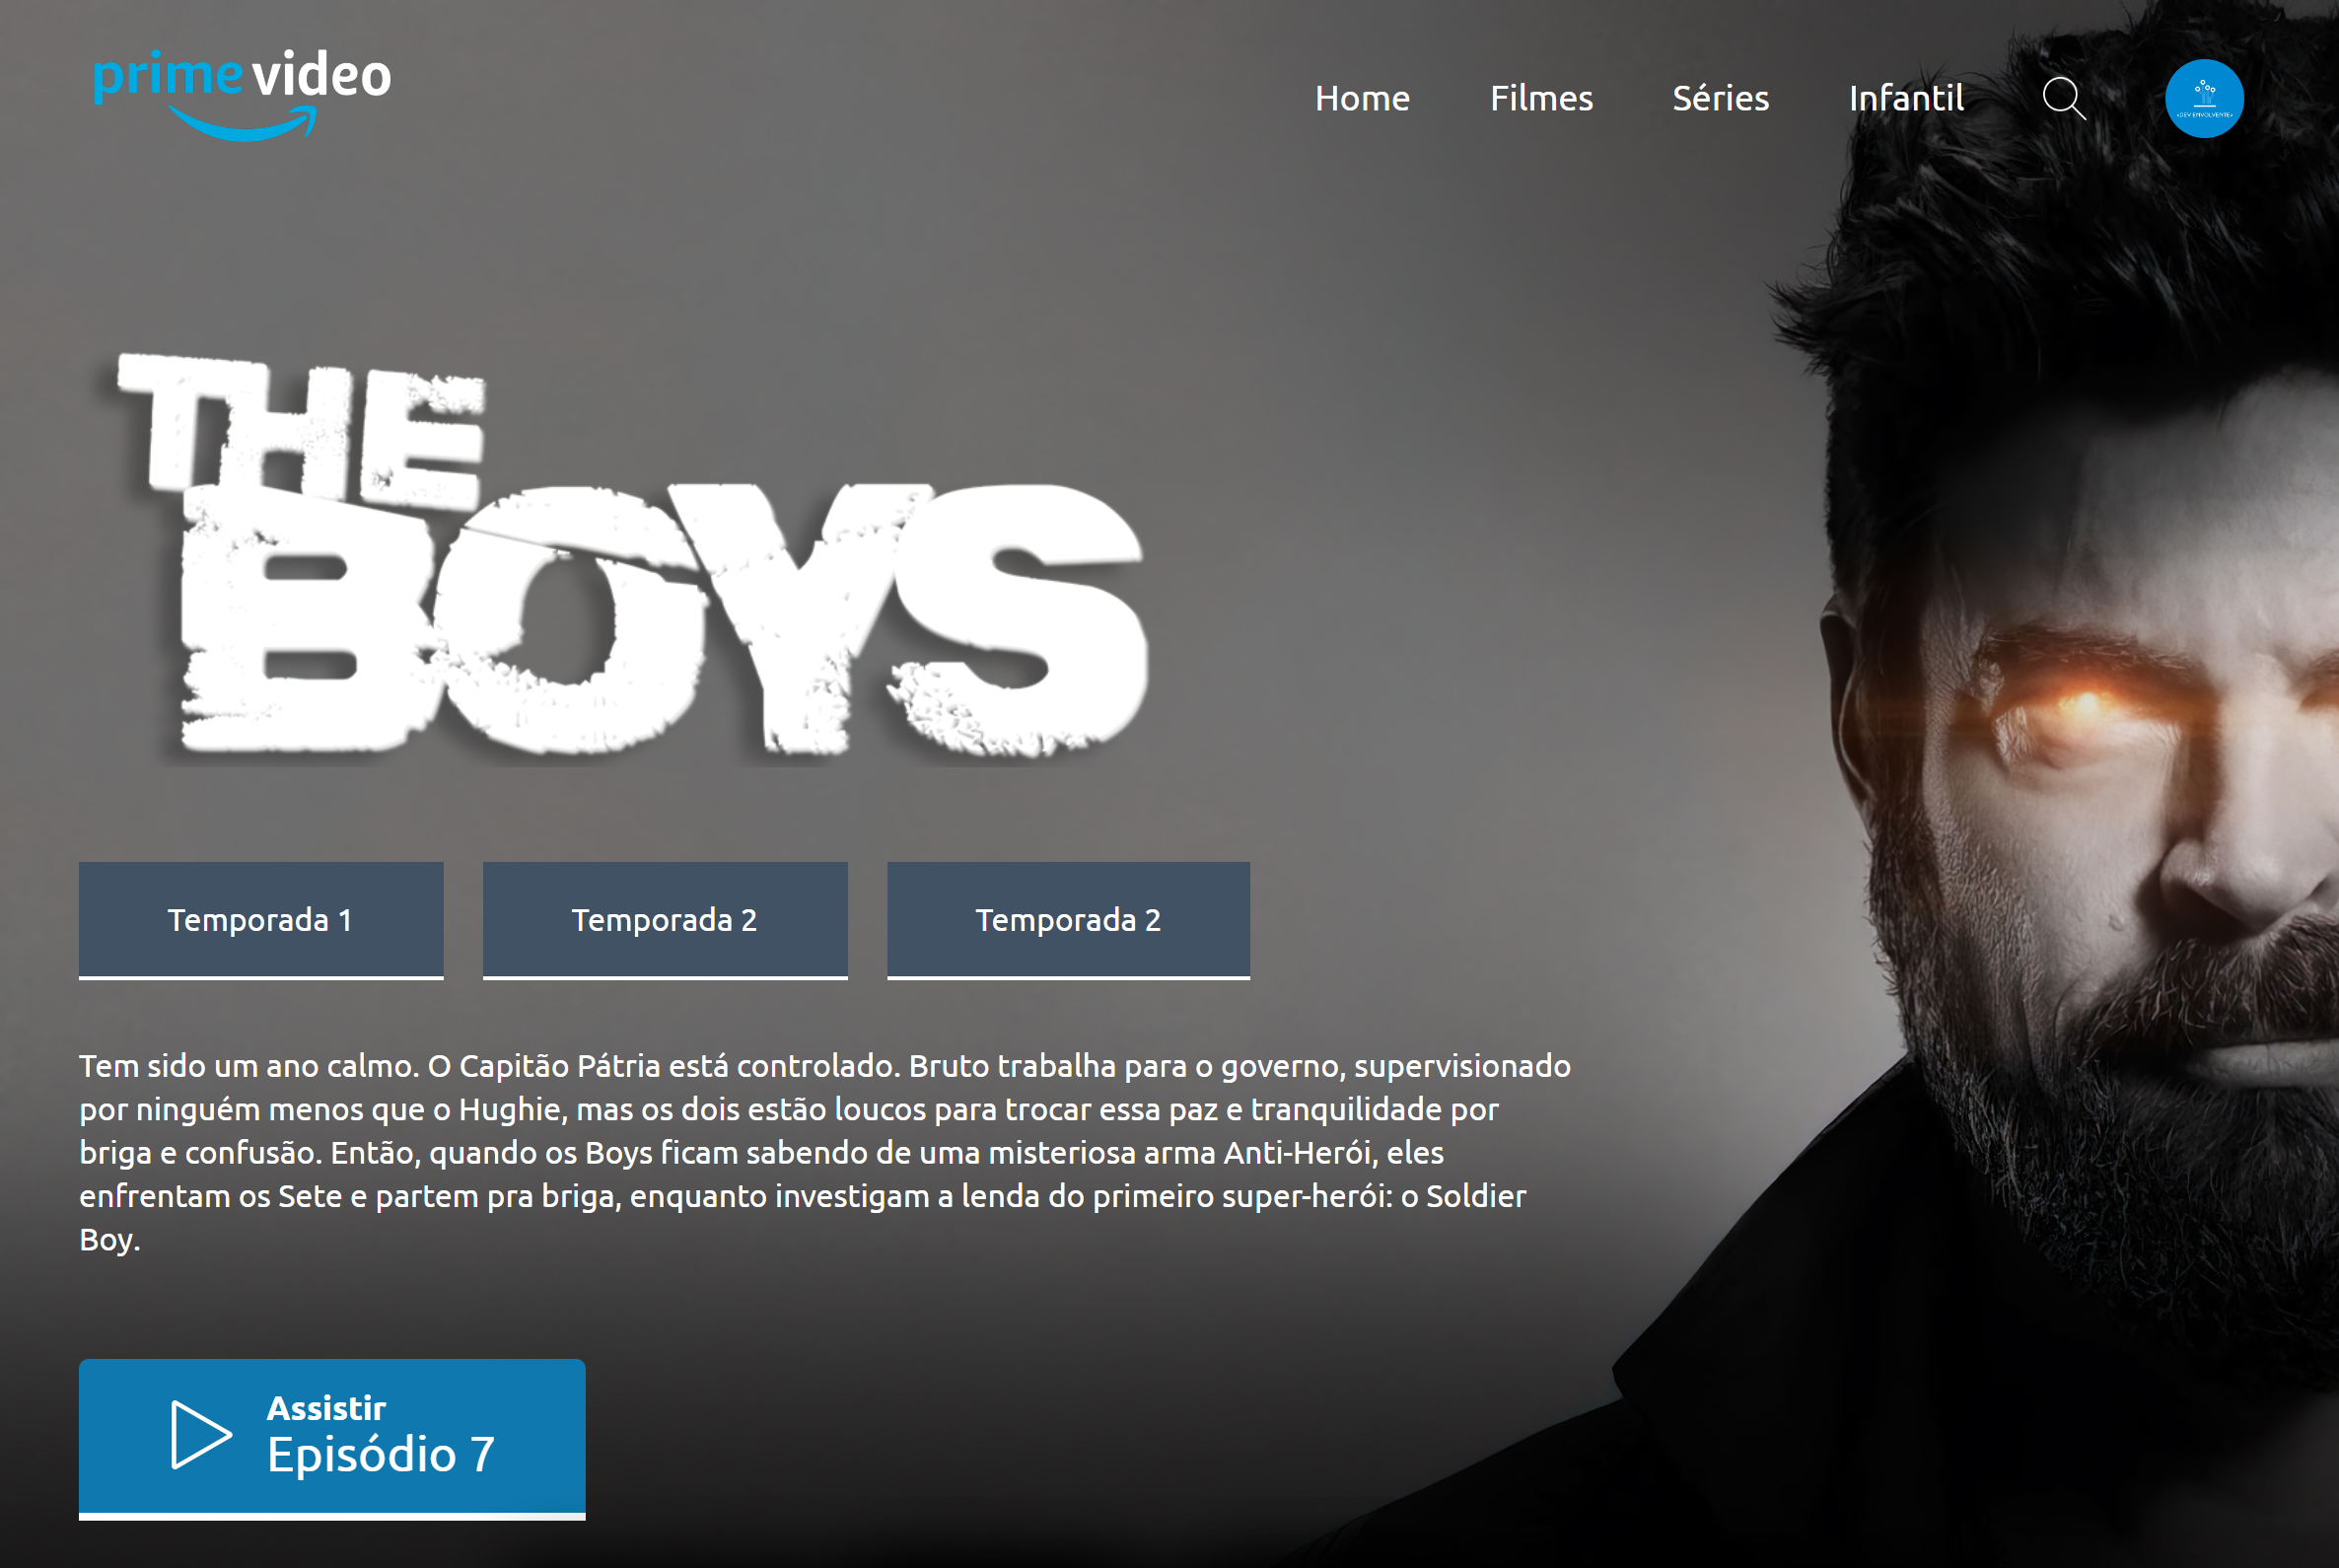 prime video
Home Filmes Séries Infantil
<DEV ENVOLVENTE>
THE
BOYS
Temporada 1 Temporada 2 Temporada 2
Tem sido um ano calmo. O Capitão Pátria está controlado. Bruto trabalha para o governo, supervisionado
por ninguém menos que o Hughie, mas os dois estão loucos para trocar essa paz e tranquilidade por
briga e confusão. Então, quando os Boys ficam sabendo de uma misteriosa arma Anti-Herói, eles
enfrentam os Sete e partem pra briga, enquanto investigam a lenda do primeiro super-herói: o Soldier
Boy.
Assistir
Episódio 7